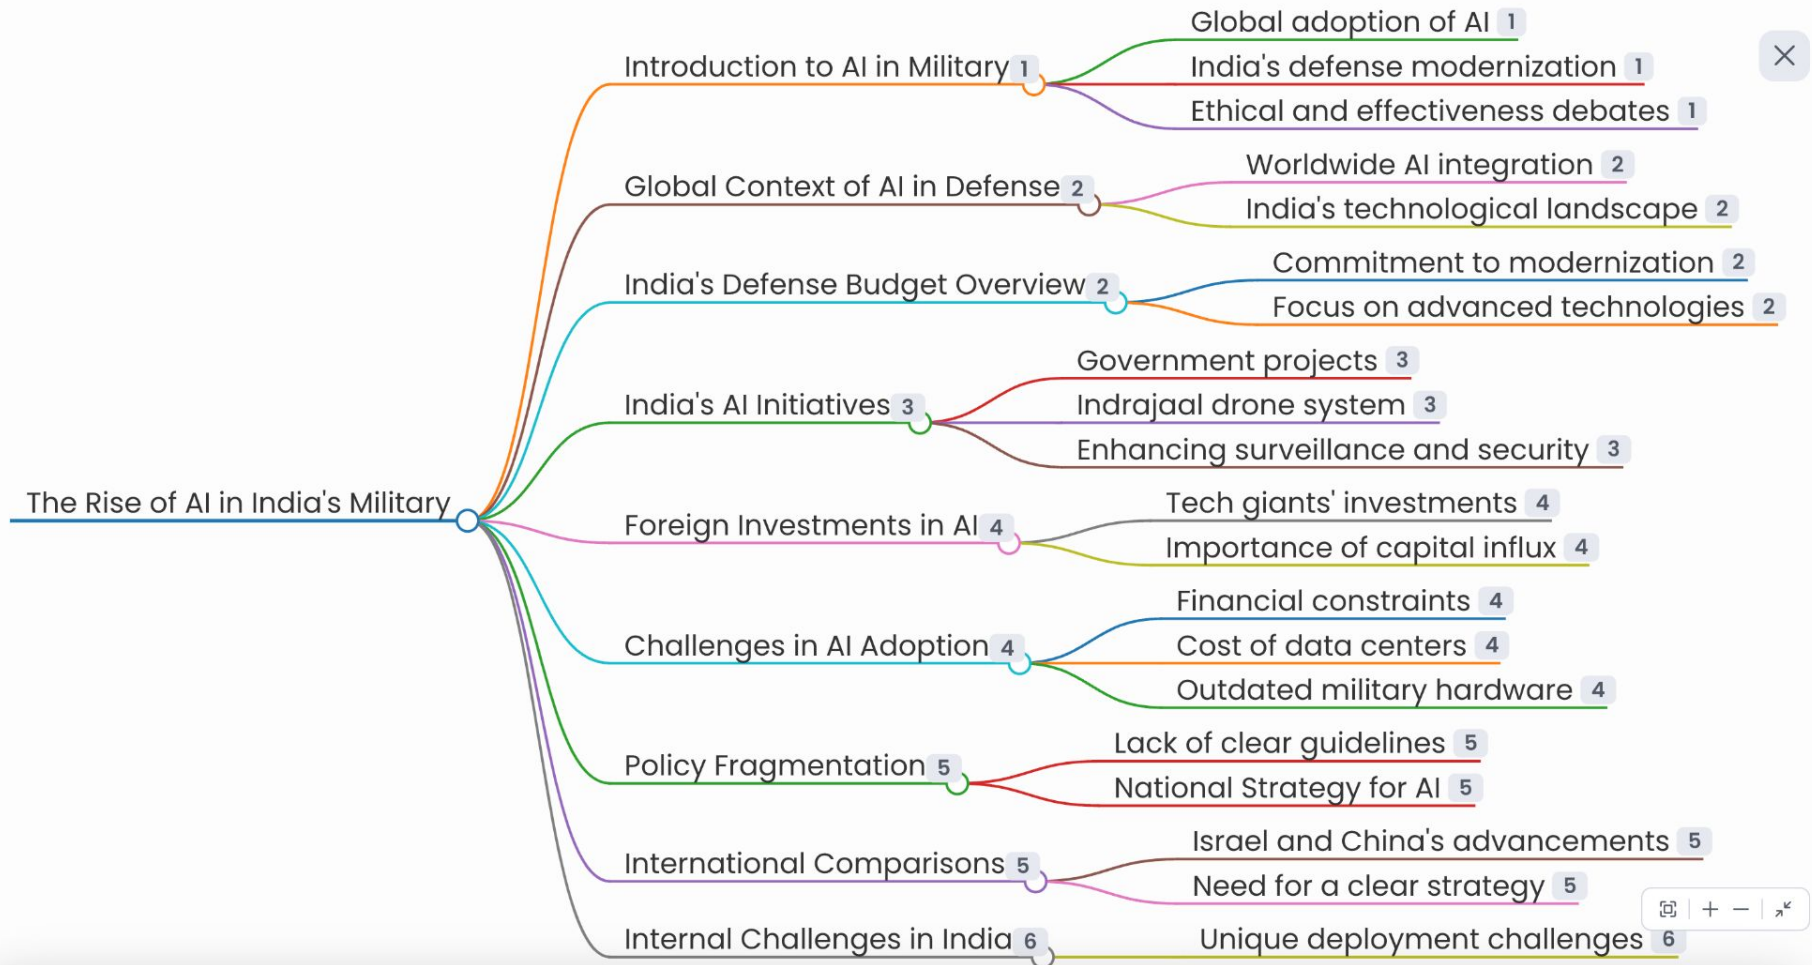 The Rise of AI in India's Military
Introduction to AI in Military 1
Global adoption of AI 1
India's defense modernization 1
Ethical and effectiveness debates 1
Global Context of AI in Defense 2
Worldwide AI integration 2
India's technological landscape 2
India's Defense Budget Overview 2
Commitment to modernization 2
Focus on advanced technologies 2
India's AI Initiatives 3
Government projects 3
Indrajaal drone system 3
Enhancing surveillance and security 3
Foreign Investments in AI 4
Tech giants' investments 4
Importance of capital influx 4
Challenges in AI Adoption 4
Financial constraints 4
Cost of data centers 4
Outdated military hardware 4
Policy Fragmentation 5
Lack of clear guidelines 5
National Strategy for AI 5
International Comparisons 5
Israel and China's advancements 5
Need for a clear strategy 5
Internal Challenges in India 6
Unique deployment challenges 6